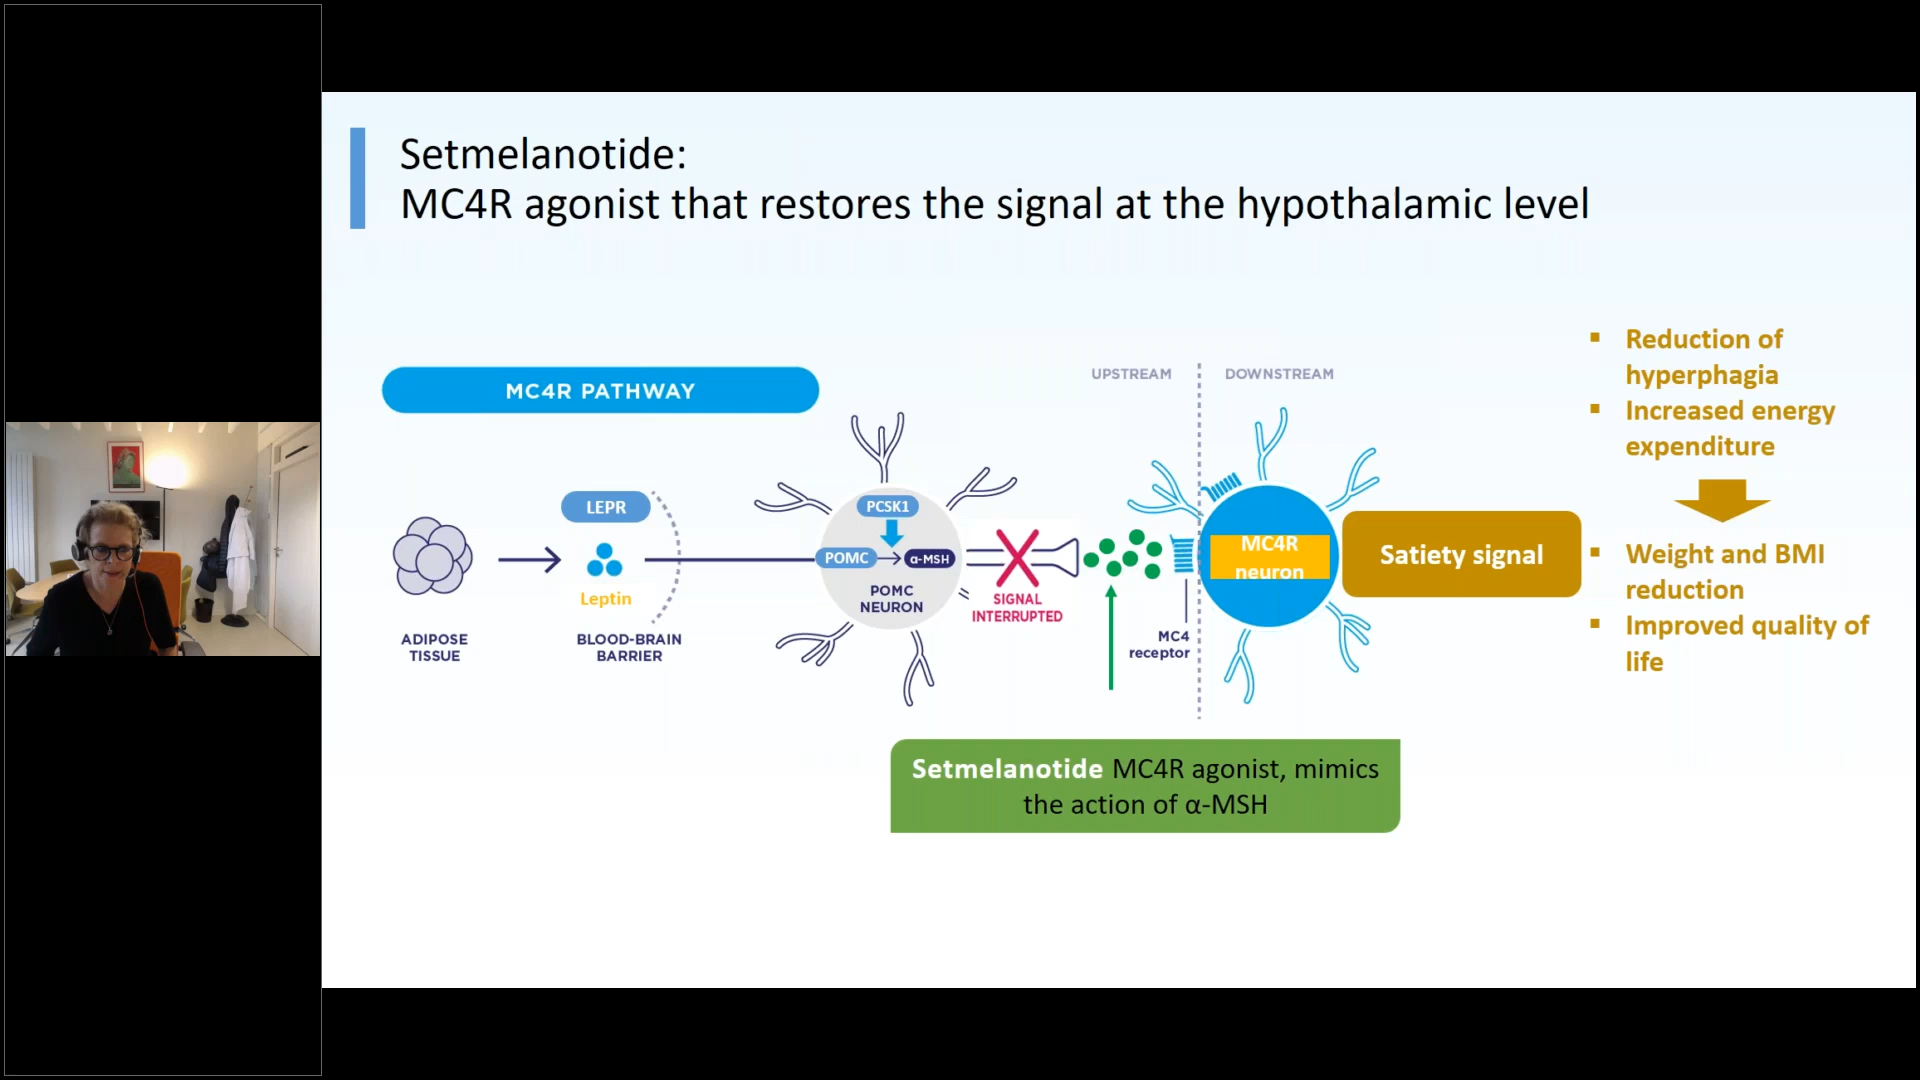 Setmelanotide:
MC4R agonist that restores the signal at the hypothalamic level
MC4R PATHWAY
UPSTREAM
DOWNSTREAM
LEPR
Leptin
ADIPOSE
TISSUE
BLOOD-BRAIN
BARRIER
PCSK1
POMC
α-MSH
POMC
NEURON
SIGNAL
INTERRUPTED
MC4
receptor
MC4R
neuron
Satiety signal
▪ Reduction of
hyperphagia
▪ Increased energy
expenditure
▪ Weight and BMI
reduction
▪ Improved quality of
life
Setmelanotide MC4R agonist, mimics
the action of α-MSH